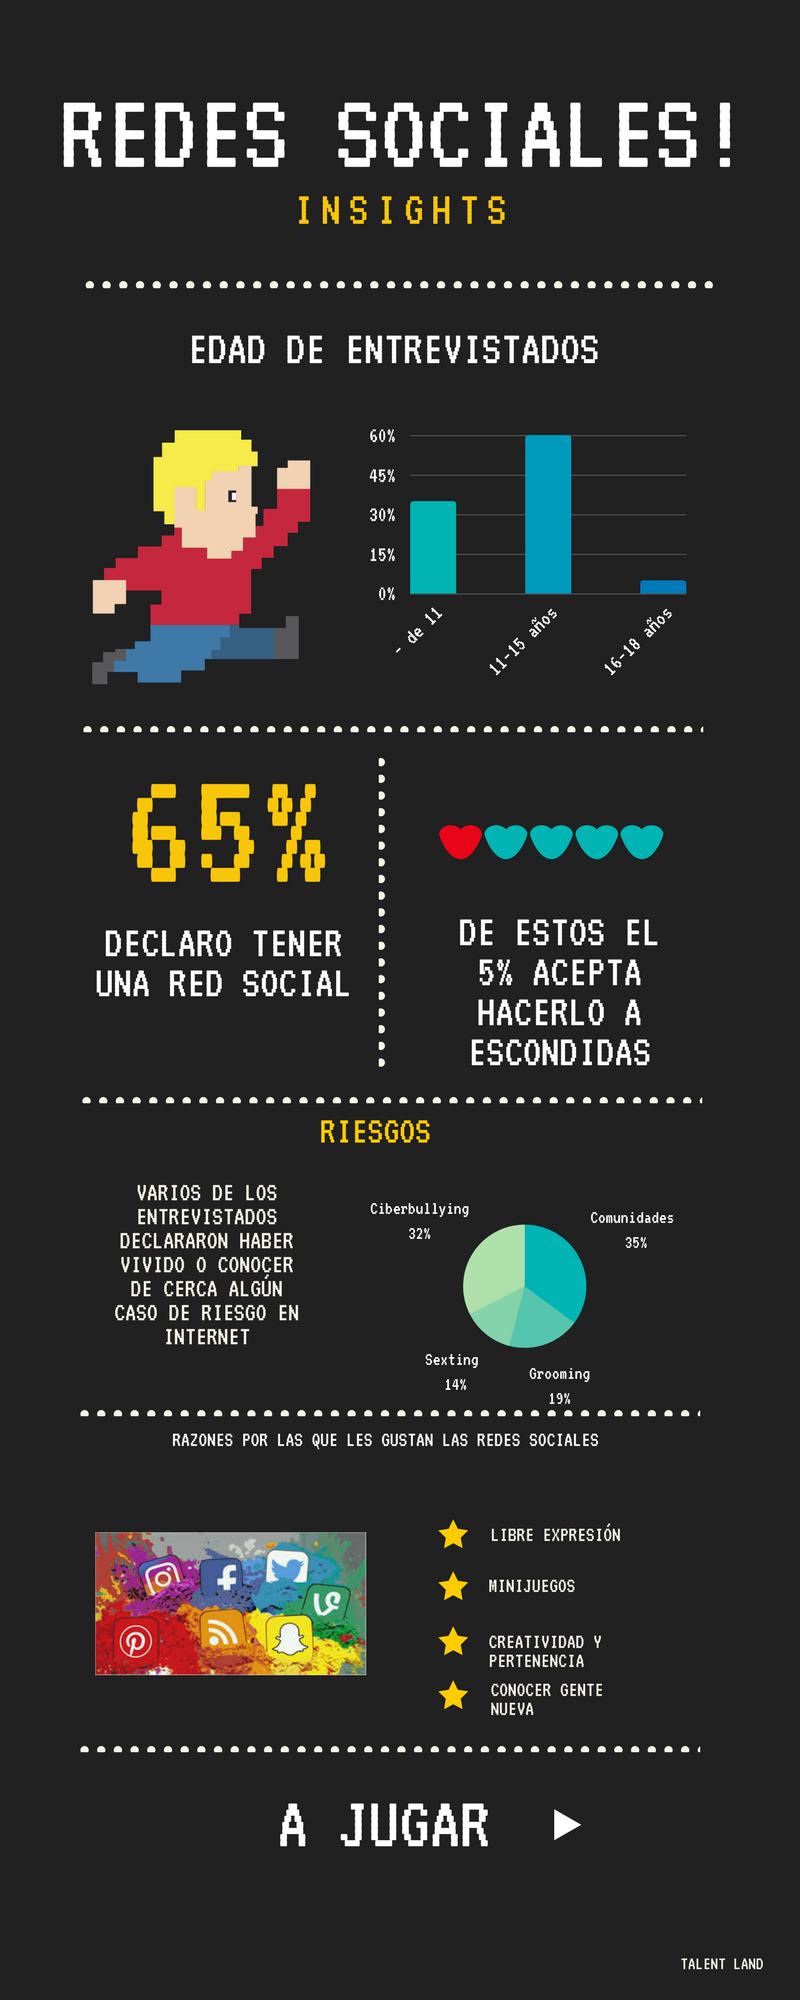 REDES SOCIALES!
INSIGHTS
EDAD DE ENTREVISTADOS
60%
45%
30%
15%
0%
- de 11
11-15 años
16-18 años
65%
DECLARO TENER
UNA RED SOCIAL
DE ESTOS EL
5% ACEPTA
HACERLO A
ESCONDIDAS
RIESGOS
VARIOS DE LOS
ENTREVISTADOS
DECLARARON HABER
VIVIDO O CONOCER
DE CERCA ALGÚN
CASO DE RIESGO EN
INTERNET
Ciberbullying
32%
Comunidades
35%
Sexting
14%
Grooming
19%
RAZONES POR LAS QUE LES GUSTAN LAS REDES SOCIALES
LIBRE EXPRESIÓN
MINIJUEGOS
CREATIVIDAD Y
PERTENENCIA
CONOCER GENTE
NUEVA
A JUGAR
TALENT LAND